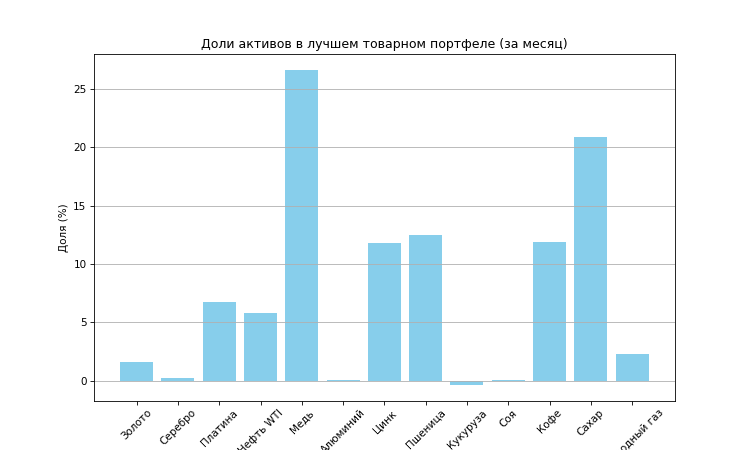 Доли активов в лучшем товарном портфеле (за месяц)
Доля (%)
25
20
15
10
5
0
Золото
Серебро
Платина
Нефть WTI
Медь
Алюминий
Цинк
Пшеница
Кукуруза
Соя
Кофе
Сахар
газ